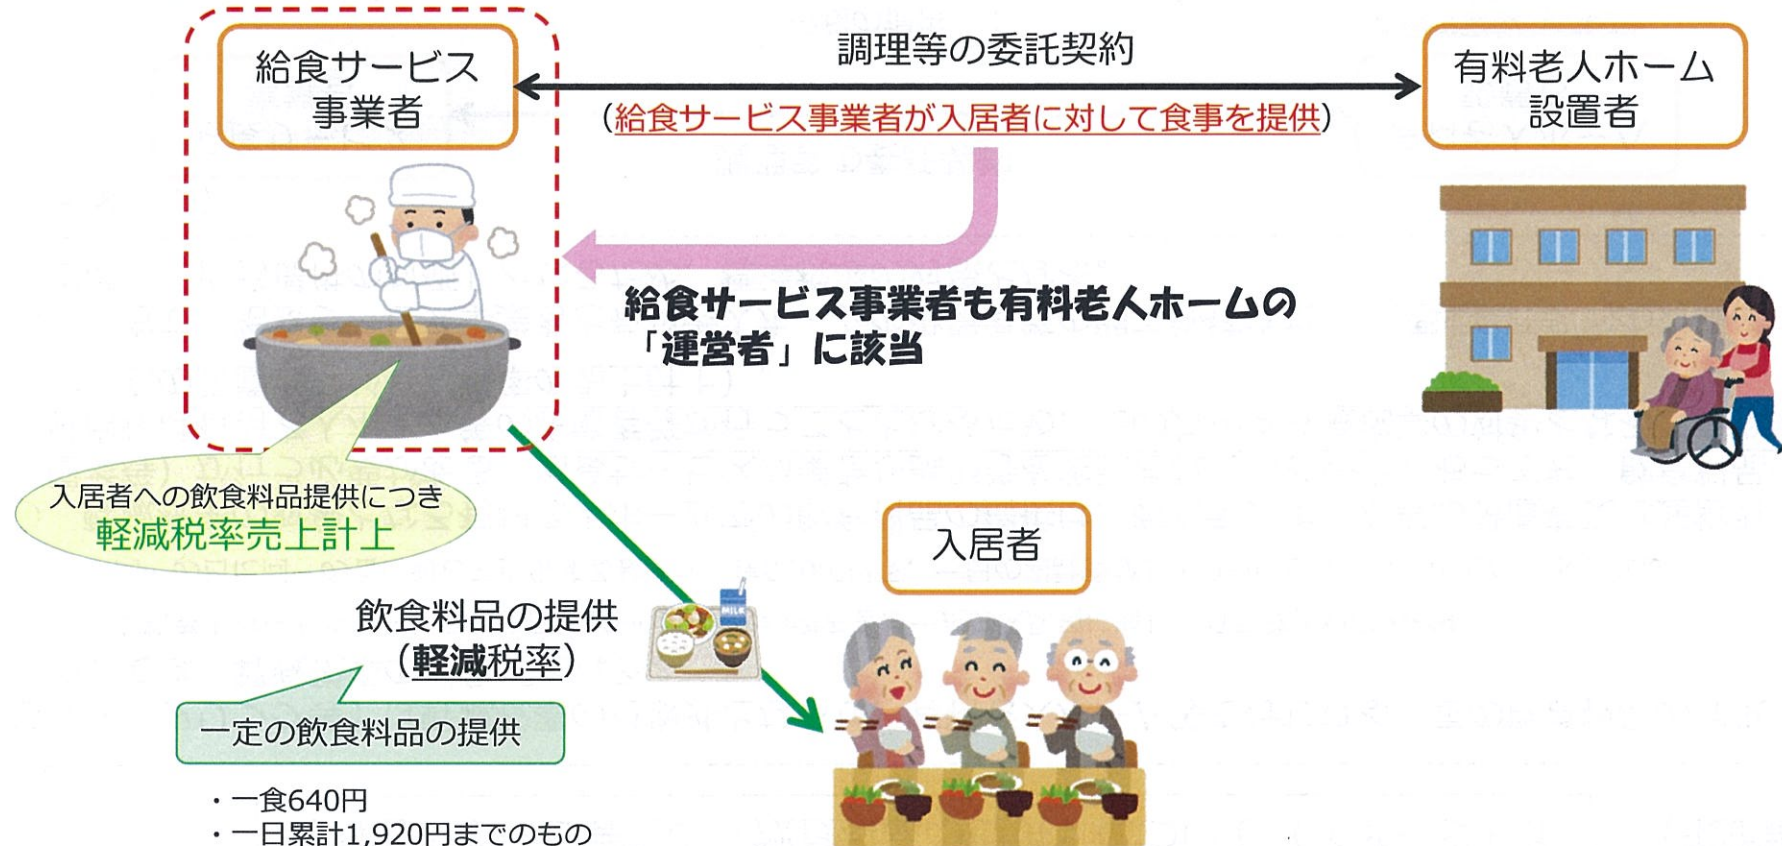 給食サービス
事業者
調理等の委託契約
（給食サービス事業者が入居者に対して食事を提供）
有料老人ホーム
設置者
給食サービス事業者も有料老人ホームの
「運営者」に該当
入居者への飲食料品提供につき
軽減税率売上計上
入居者
飲食料品の提供
（軽減税率）
MILK
一定の飲食料品の提供
・一食640円
・一日累計1,920円までのもの